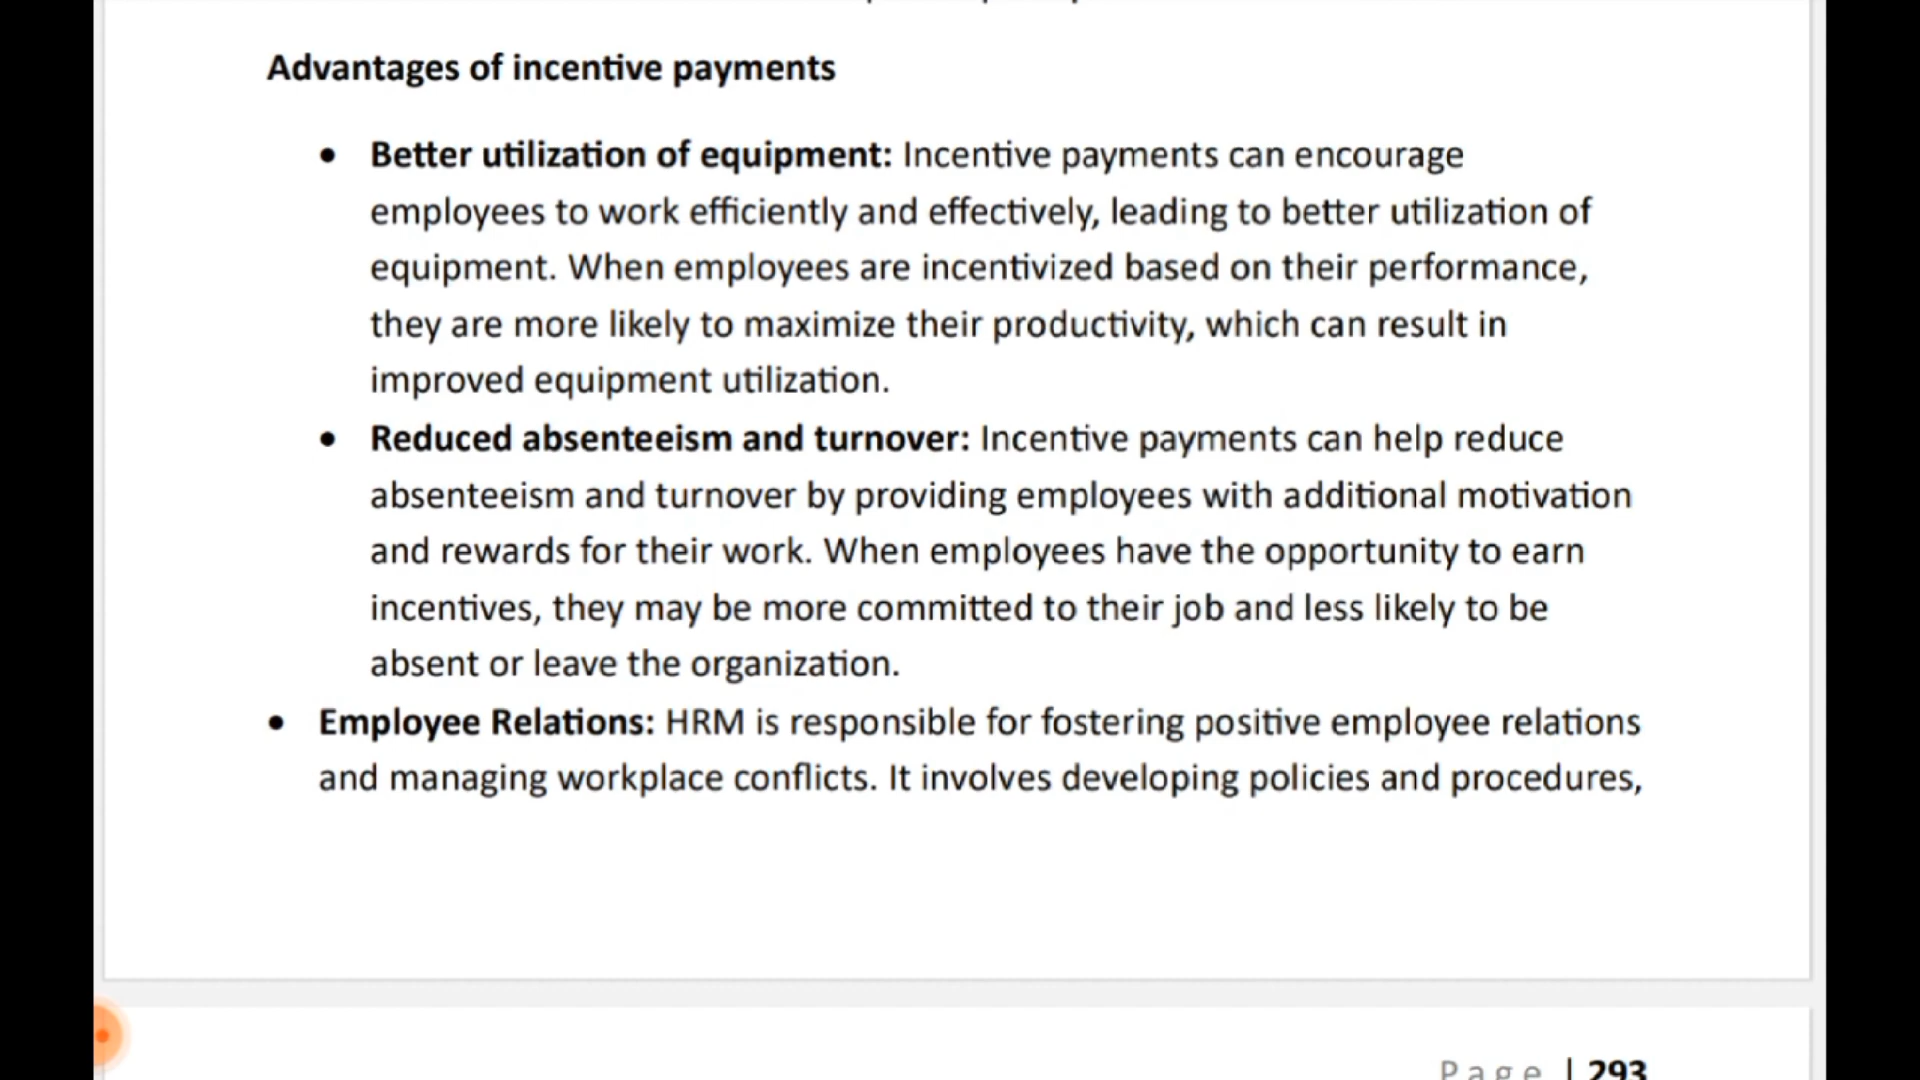 Advantages of incentive payments
• Better utilization of equipment: Incentive payments can encourage
employees to work efficiently and effectively, leading to better utilization of
equipment. When employees are incentivized based on their performance,
they are more likely to maximize their productivity, which can result in
improved equipment utilization.
• Reduced absenteeism and turnover: Incentive payments can help reduce
absenteeism and turnover by providing employees with additional motivation
and rewards for their work. When employees have the opportunity to earn
incentives, they may be more committed to their job and less likely to be
absent or leave the organization.
• Employee Relations: HRM is responsible for fostering positive employee relations
and managing workplace conflicts. It involves developing policies and procedures,
Page | 293